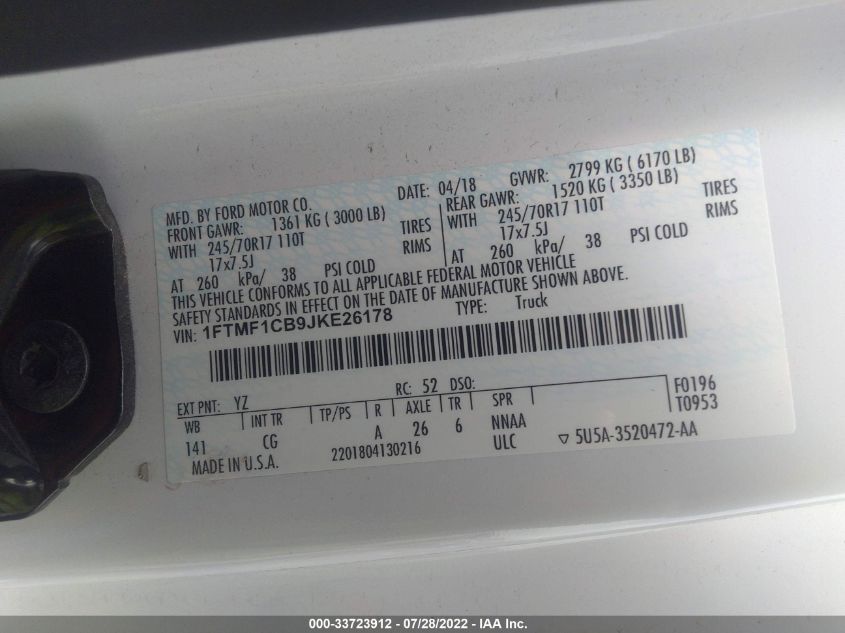 MFD. BY FORD MOTOR CO. DATE: 04/18 GVWR: 2799 KG ( 6170 LB)
FRONT GAWR: 1361 KG ( 3000 LB) REAR GAWR: 1520 KG ( 3350 LB)
WITH 245/70R17 110T TIRES WITH 245/70R17 110T TIRES
17x7.5J RIMS 17x7.5J RIMS
AT 260 kPa/ 38 PSI COLD AT 260 kPa/ 38 PSI COLD
THIS VEHICLE CONFORMS TO ALL APPLICABLE FEDERAL MOTOR VEHICLE
SAFETY STANDARDS IN EFFECT ON THE DATE OF MANUFACTURE SHOWN ABOVE.
VIN: 1FTMF1CB9JKE26178 TYPE: Truck
EXT PNT: YZ RC: 52 DSO: F0196
WB INT TR TP/PS R AXLE TR SPR T0953
141 CG A 26 6 NNAA
MADE IN U.S.A. 2201804130216 ULC ▽ 5U5A-3520472-AA
000-33723912 / 07/28/2022 - IAA Inc.